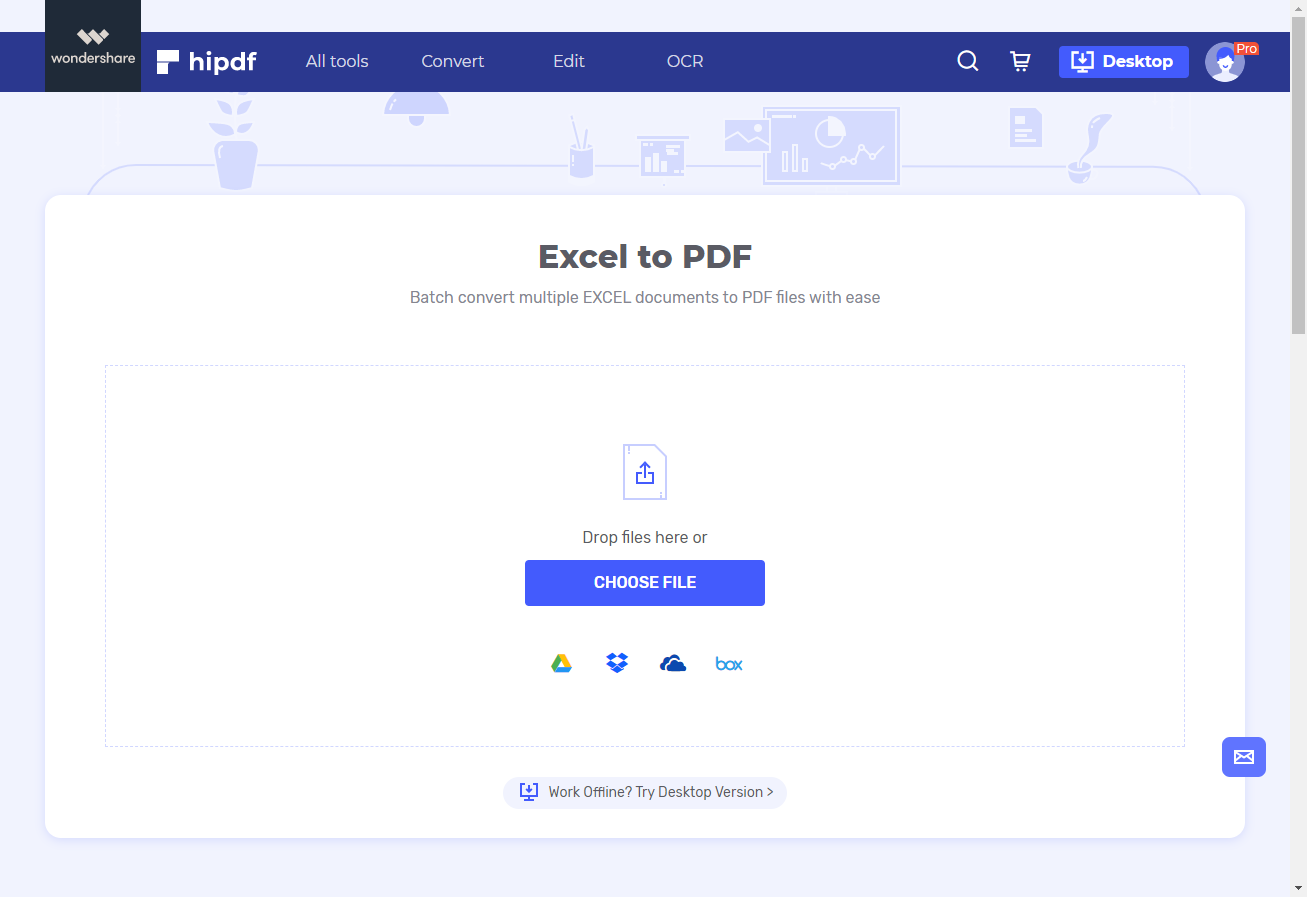 wondershare
hipdf
All tools
Convert
Edit
OCR
Desktop
Pro
Excel to PDF
Batch convert multiple EXCEL documents to PDF files with ease
Drop files here or
CHOOSE FILE
box
Work Offline? Try Desktop Version >